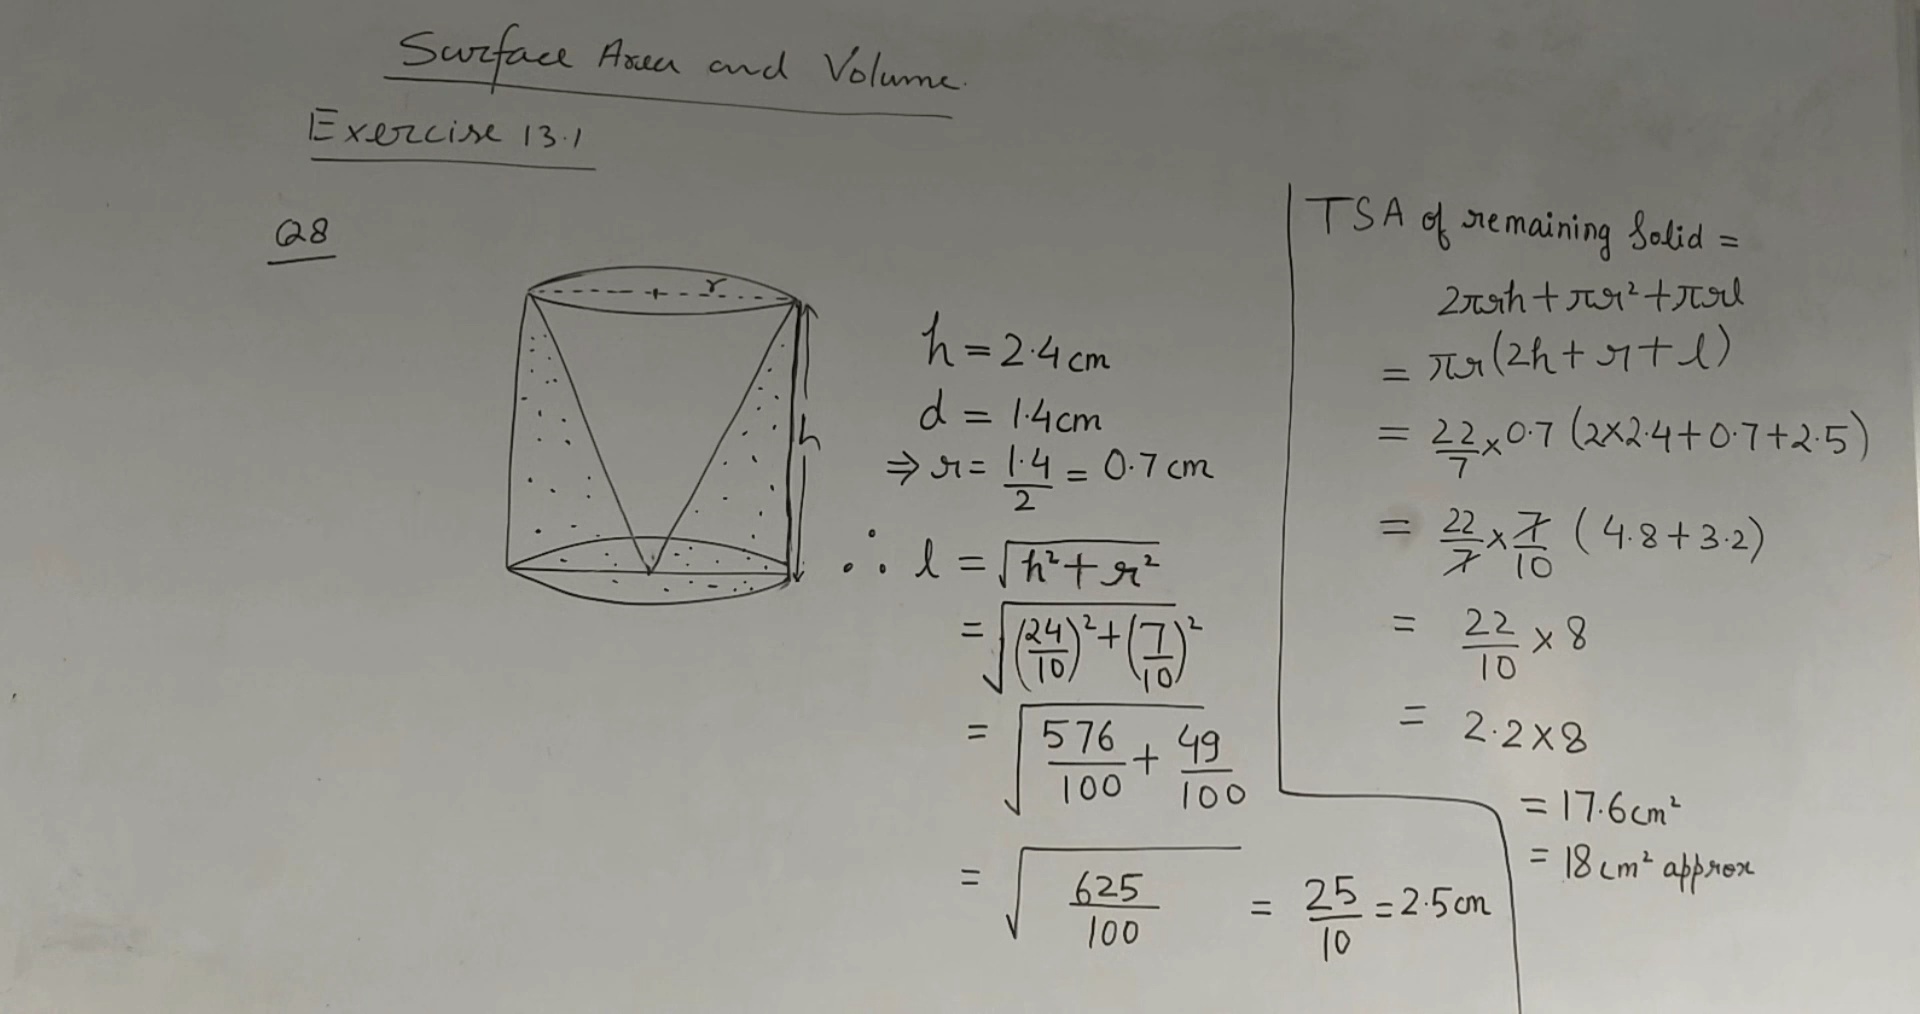 Surface Area and Volume.
Exercise 13.1
Q8
r
h
h = 2.4 cm
d = 1.4 cm
⇒ r = 1.4/2 = 0.7 cm
∴ l = √(h² + r²)
= √((24/10)² + (7/10)²)
= √(576/100 + 49/100)
= √(625/100) = 25/10 = 2.5 cm
TSA of remaining Solid =
2πrh + πr² + πrl
= πr(2h + r + l)
= 22/7 × 0.7 (2×2.4 + 0.7 + 2.5)
= 22/7 × 7/10 (4.8 + 3.2)
= 22/10 × 8
= 2.2 × 8
= 17.6 cm²
= 18 cm² approx